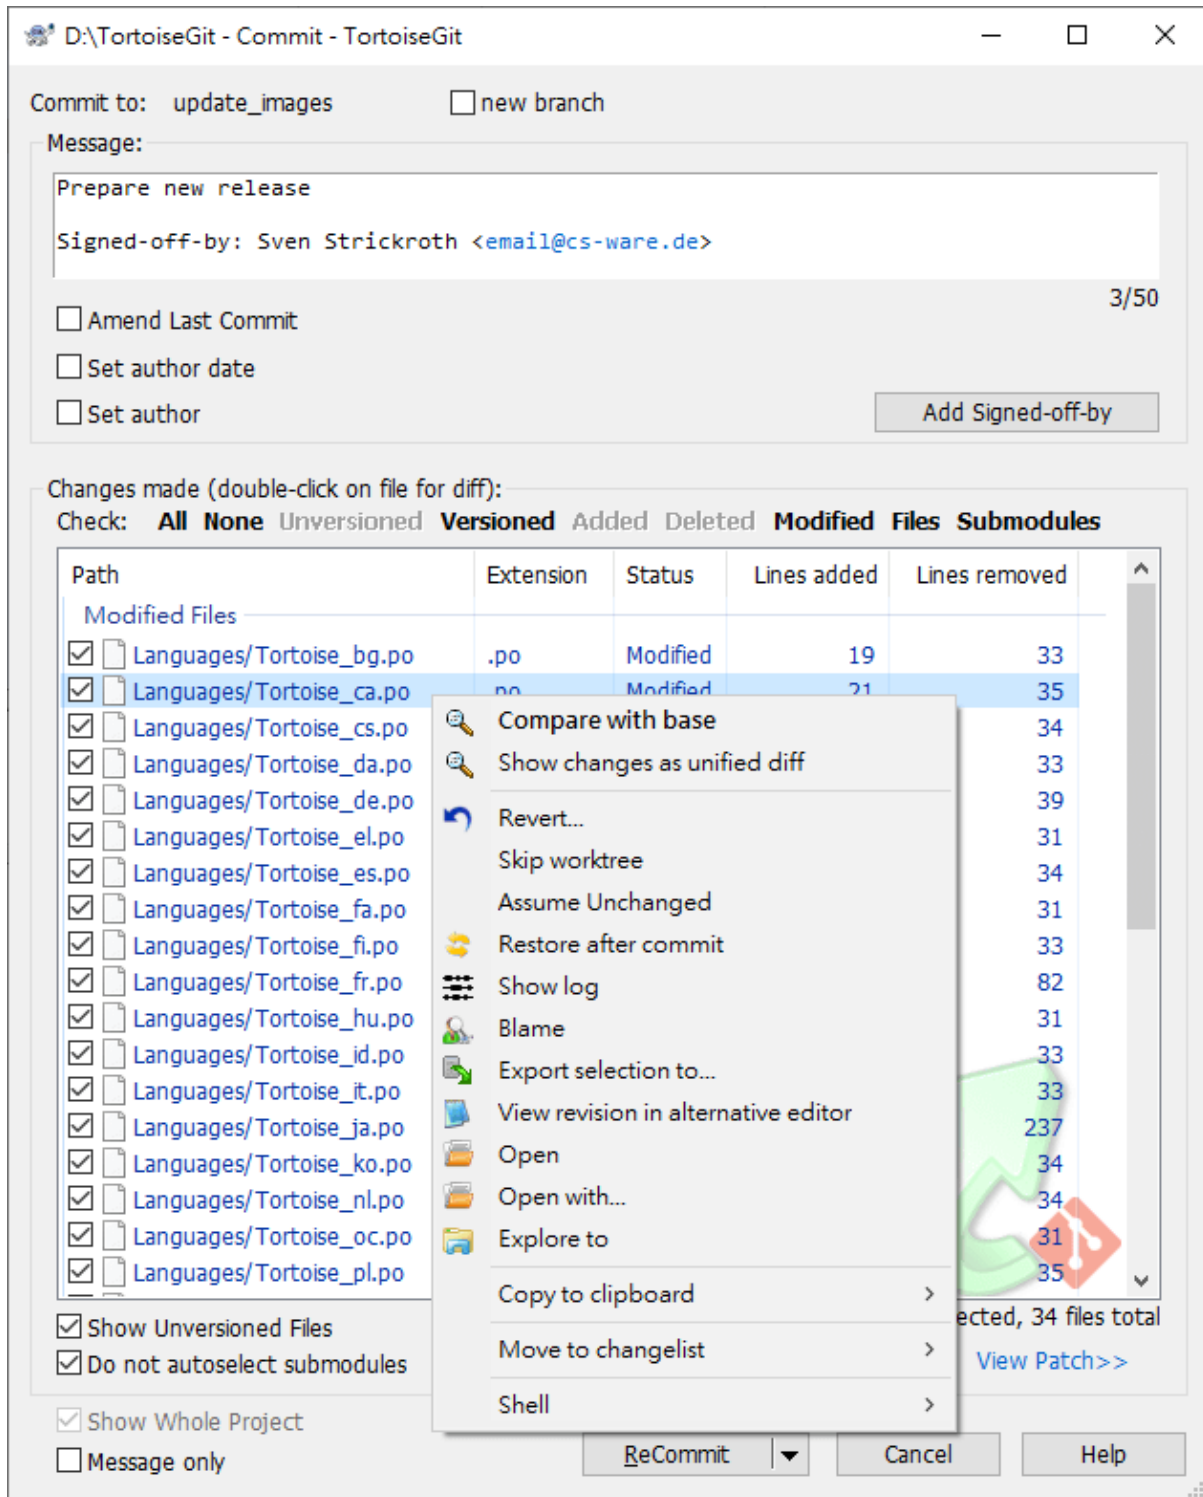 D:\TortoiseGit - Commit - TortoiseGit
Commit to: update_images new branch
Message:
Prepare new release
Signed-off-by: Sven Strickroth <email@cs-ware.de>
3/50
Amend Last Commit
Set author date
Set author
Add Signed-off-by
Changes made (double-click on file for diff):
Check: All None Unversioned Versioned Added Deleted Modified Files Submodules
Path Extension Status Lines added Lines removed
Modified Files
Languages/Tortoise_bg.po .po Modified 19 33
Languages/Tortoise_ca.po .po Modified 21 35
Languages/Tortoise_cs.po 34
Languages/Tortoise_da.po 33
Languages/Tortoise_de.po 39
Languages/Tortoise_el.po 31
Languages/Tortoise_es.po 34
Languages/Tortoise_fa.po 31
Languages/Tortoise_fi.po 33
Languages/Tortoise_fr.po 82
Languages/Tortoise_hu.po 31
Languages/Tortoise_id.po 33
Languages/Tortoise_it.po 33
Languages/Tortoise_ja.po 237
Languages/Tortoise_ko.po 34
Languages/Tortoise_nl.po 34
Languages/Tortoise_oc.po 31
Languages/Tortoise_pl.po 35
Compare with base
Show changes as unified diff
Revert...
Skip worktree
Assume Unchanged
Restore after commit
Show log
Blame
Export selection to...
View revision in alternative editor
Open
Open with...
Explore to
Copy to clipboard
Move to changelist
Shell
Show Unversioned Files
ected, 34 files total
Do not autoselect submodules
View Patch>>
Show Whole Project
Message only
ReCommit
Cancel
Help